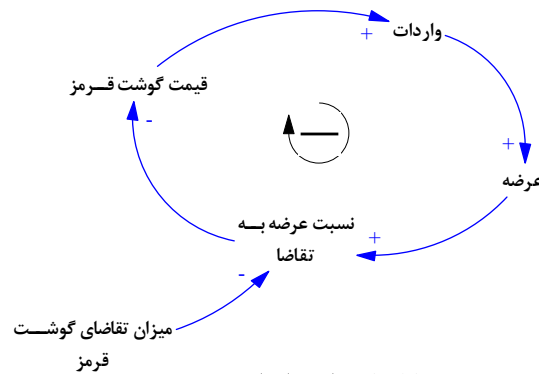 واردات
+
قیمت گوشت قــرمز
-
+
عرضه
نسبت عرضه بــه
تقاضا
+
-
میزان تقاضای گوشــت
قرمز